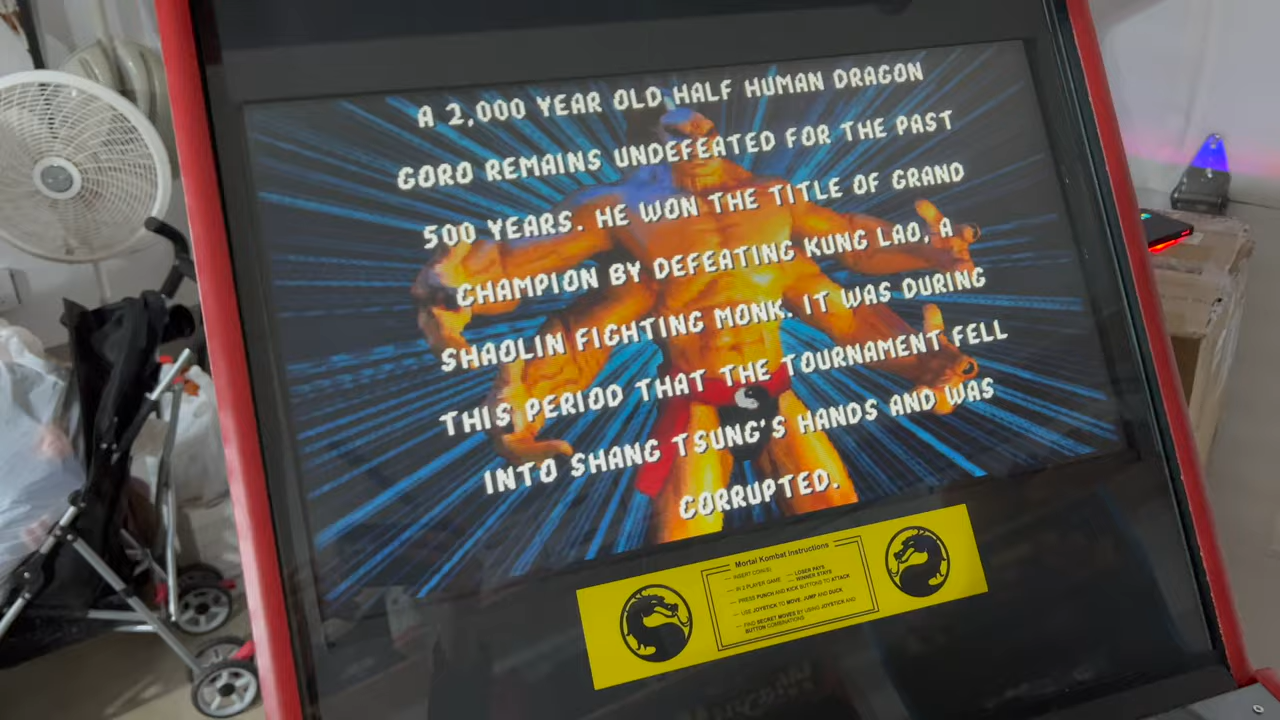 A 2,000 YEAR OLD HALF HUMAN DRAGON
GORO REMAINS UNDEFEATED FOR THE PAST
500 YEARS. HE WON THE TITLE OF GRAND
CHAMPION BY DEFEATING KUNG LAO, A
SHAOLIN FIGHTING MONK. IT WAS DURING
THIS PERIOD THAT THE TOURNAMENT FELL
INTO SHANG TSUNG'S HANDS AND WAS
CORRUPTED.
Mortal Kombat Instructions
— INSERT COIN(S)
— IN 2 PLAYER GAME — LOSER PAYS,
— WINNER STAYS
— PRESS PUNCH AND KICK BUTTONS TO ATTACK
— USE JOYSTICK TO MOVE, JUMP AND DUCK
— FIND SECRET MOVES BY USING JOYSTICK AND
BUTTON COMBINATIONS